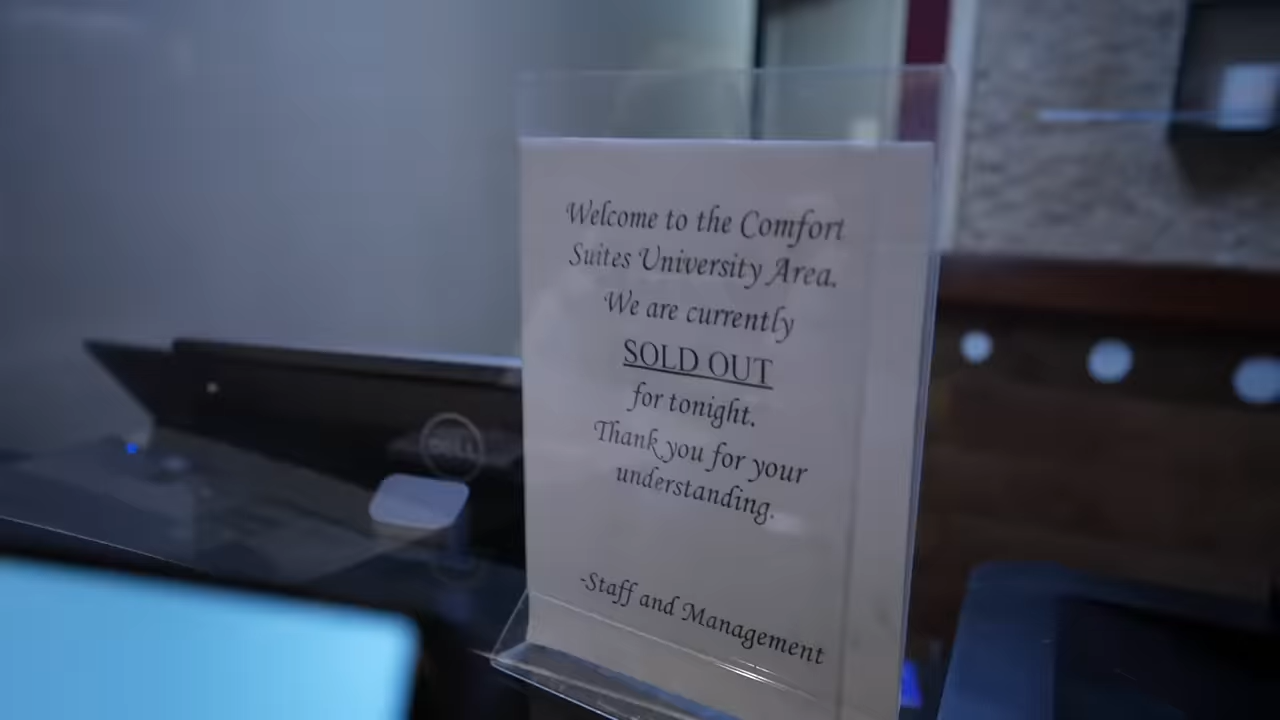 Welcome to the Comfort
Suites University Area.
We are currently
SOLD OUT
for tonight.
Thank you for your
understanding.
-Staff and Management
DELL